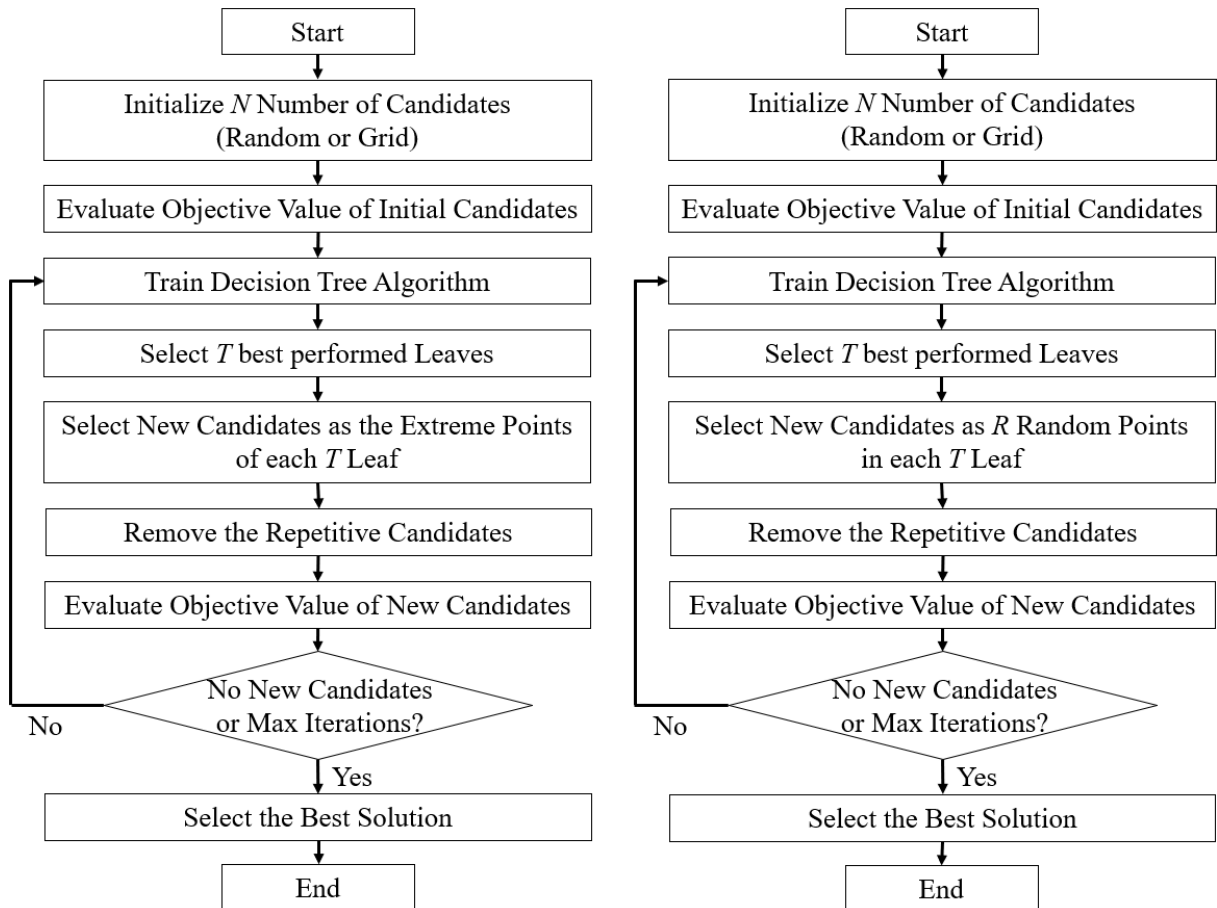 Start
Initialize N Number of Candidates
(Random or Grid)
Evaluate Objective Value of Initial Candidates
Train Decision Tree Algorithm
Select T best performed Leaves
Select New Candidates as the Extreme Points
of each T Leaf
Remove the Repetitive Candidates
Evaluate Objective Value of New Candidates
No New Candidates
or Max Iterations?
No
Yes
Select the Best Solution
End
Start
Initialize N Number of Candidates
(Random or Grid)
Evaluate Objective Value of Initial Candidates
Train Decision Tree Algorithm
Select T best performed Leaves
Select New Candidates as R Random Points
in each T Leaf
Remove the Repetitive Candidates
Evaluate Objective Value of New Candidates
No New Candidates
or Max Iterations?
No
Yes
Select the Best Solution
End